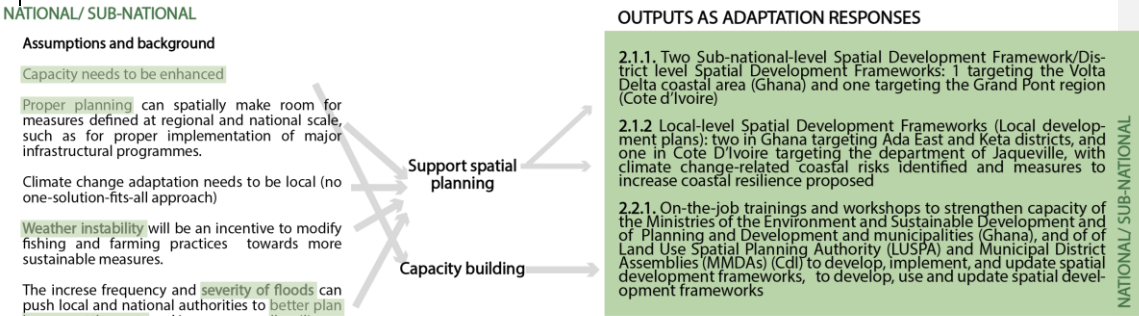 NATIONAL/ SUB-NATIONAL
Assumptions and background
Capacity needs to be enhanced
Proper planning can spatially make room for
measures defined at regional and national scale,
such as for proper implementation of major
infrastructural programmes.
Climate change adaptation needs to be local (no
one-solution-fits-all approach)
Weather instability will be an incentive to modify
fishing and farming practices towards more
sustainable measures.
The increse frequency and severity of floods can
push local and national authorities to better plan
Support spatial
planning
Capacity building
OUTPUTS AS ADAPTATION RESPONSES
2.1.1. Two Sub-national-level Spatial Development Framework/Dis-
trict level Spatial Development Frameworks: 1 targeting the Volta
Delta coastal area (Ghana) and one targeting the Grand Pont region
(Cote d'Ivoire)
2.1.2 Local-level Spatial Development Frameworks (Local develop-
ment plans): two in Ghana targeting Ada East and Keta districts, and
one in Cote D'Ivoire targeting the department of Jaqueville, with
climate change-related coastal risks identified and measures to
increase coastal resilience proposed
2.2.1. On-the-job trainings and workshops to strengthen capacity of
the Ministries of the Environment and Sustainable Development and
of Planning and Development and municipalities (Ghana), and of of
Land Use Spatial Planning Authority (LUSPA) and Municipal District
Assemblies (MMDAs) (CdI) to develop, implement, and update spatial
development frameworks, to develop, use and update spatial devel-
opment frameworks
NATIONAL/ SUB-NATIONAL